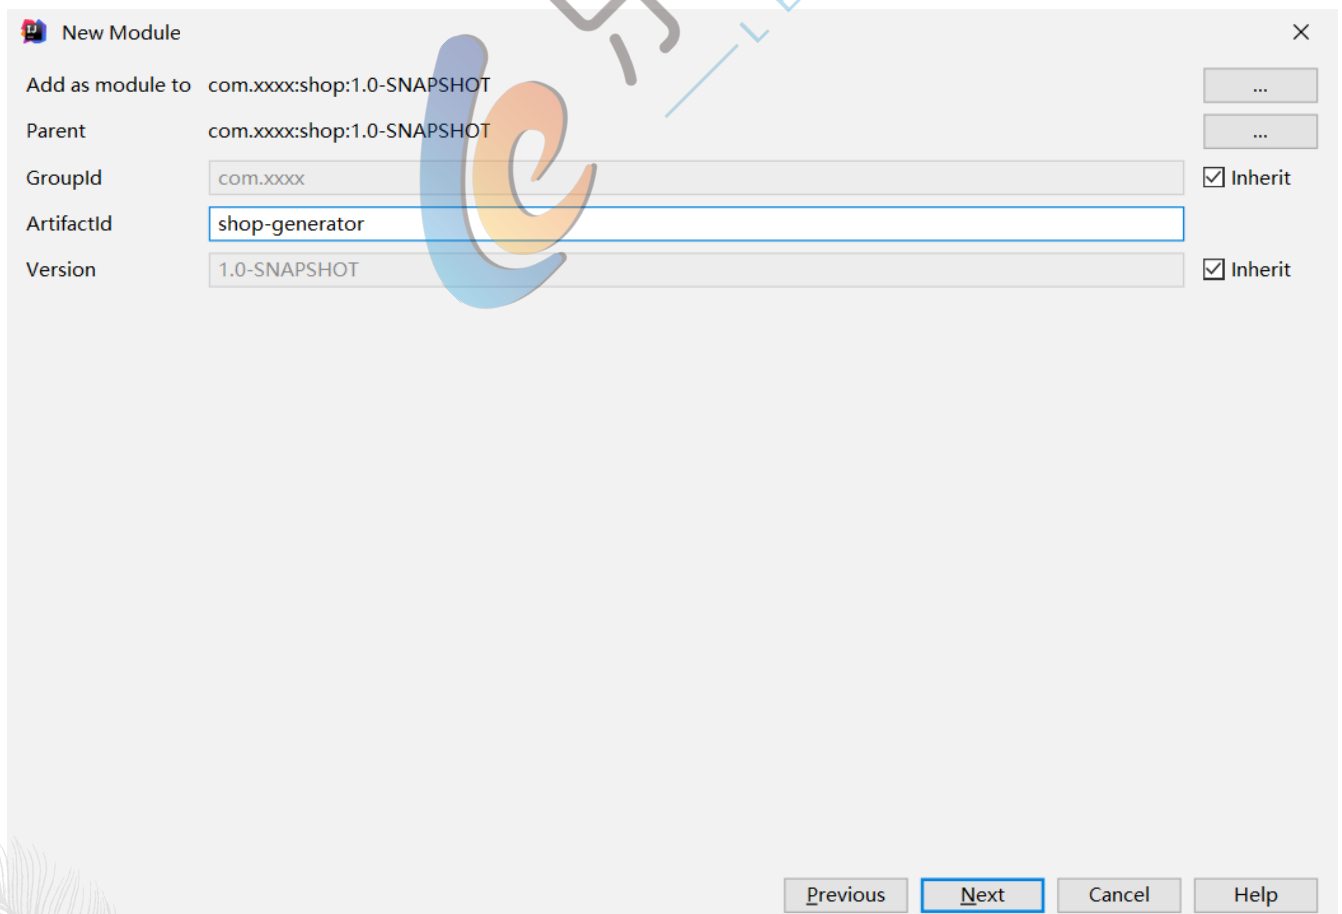 New Module
Add as module to com.xxxx:shop:1.0-SNAPSHOT ...
Parent com.xxxx:shop:1.0-SNAPSHOT ...
GroupId com.xxxx Inherit
ArtifactId shop-generator
Version 1.0-SNAPSHOT Inherit
Previous Next Cancel Help